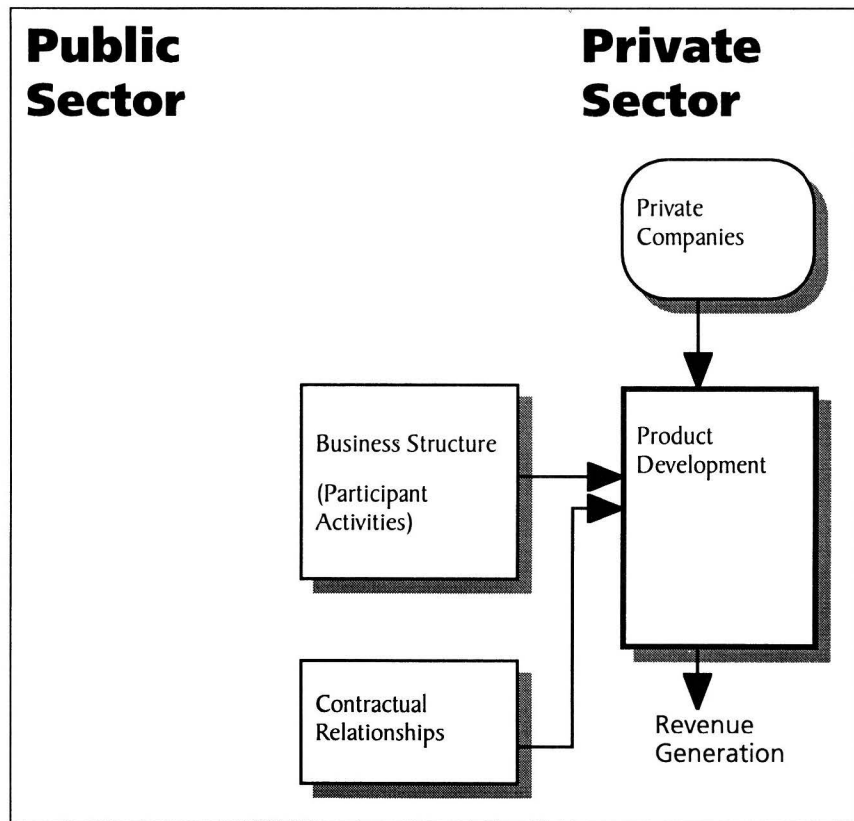 Public
Sector
Private
Sector
Private
Companies
Business Structure
(Participant
Activities)
Product
Development
Contractual
Relationships
Revenue
Generation